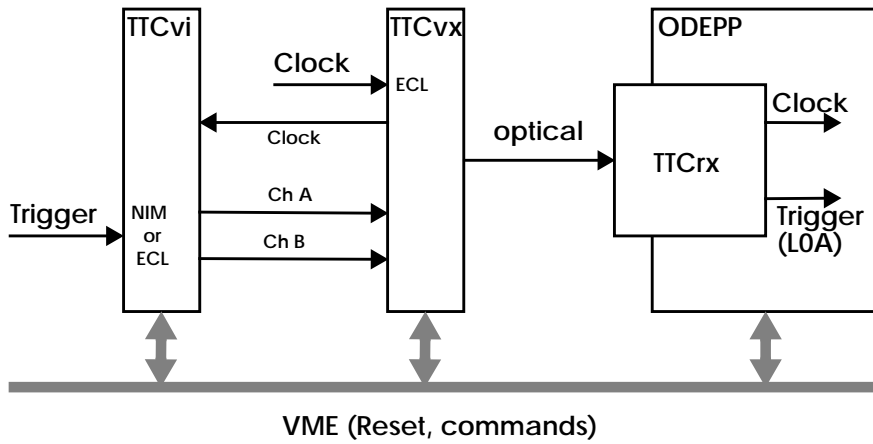 TTCvi
TTCvx
ODEPP
Clock
ECL
Clock
optical
Clock
TTCrx
Trigger
NIM
or
ECL
Ch A
Ch B
Trigger
(L0A)
VME (Reset, commands)